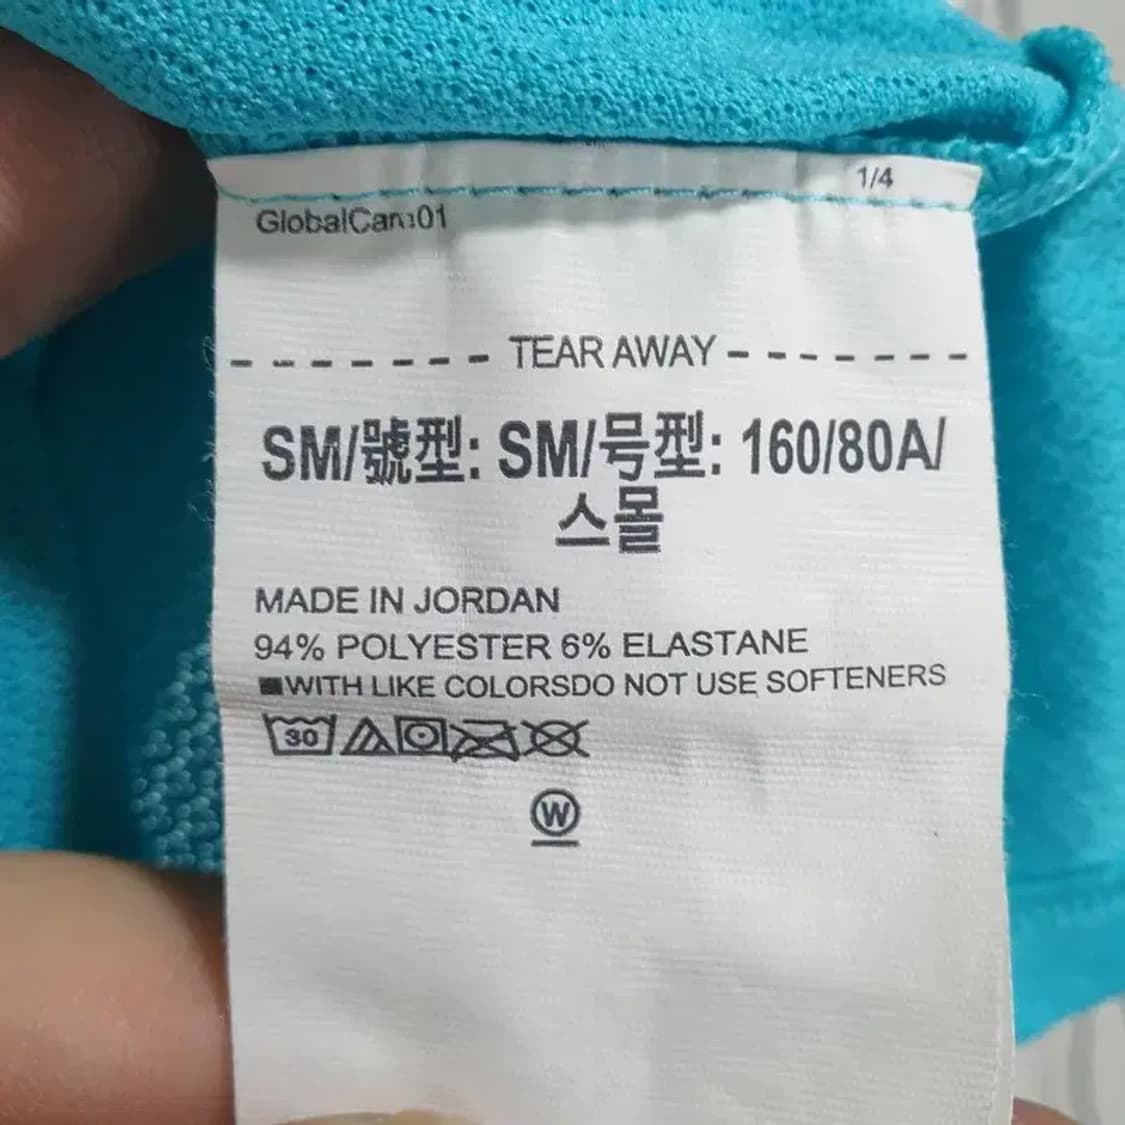 1/4
GlobalCare01
TEAR AWAY
SM/號型: SM/号型: 160/80A/
스몰
MADE IN JORDAN
94% POLYESTER 6% ELASTANE
■WITH LIKE COLORSDO NOT USE SOFTENERS
30
W